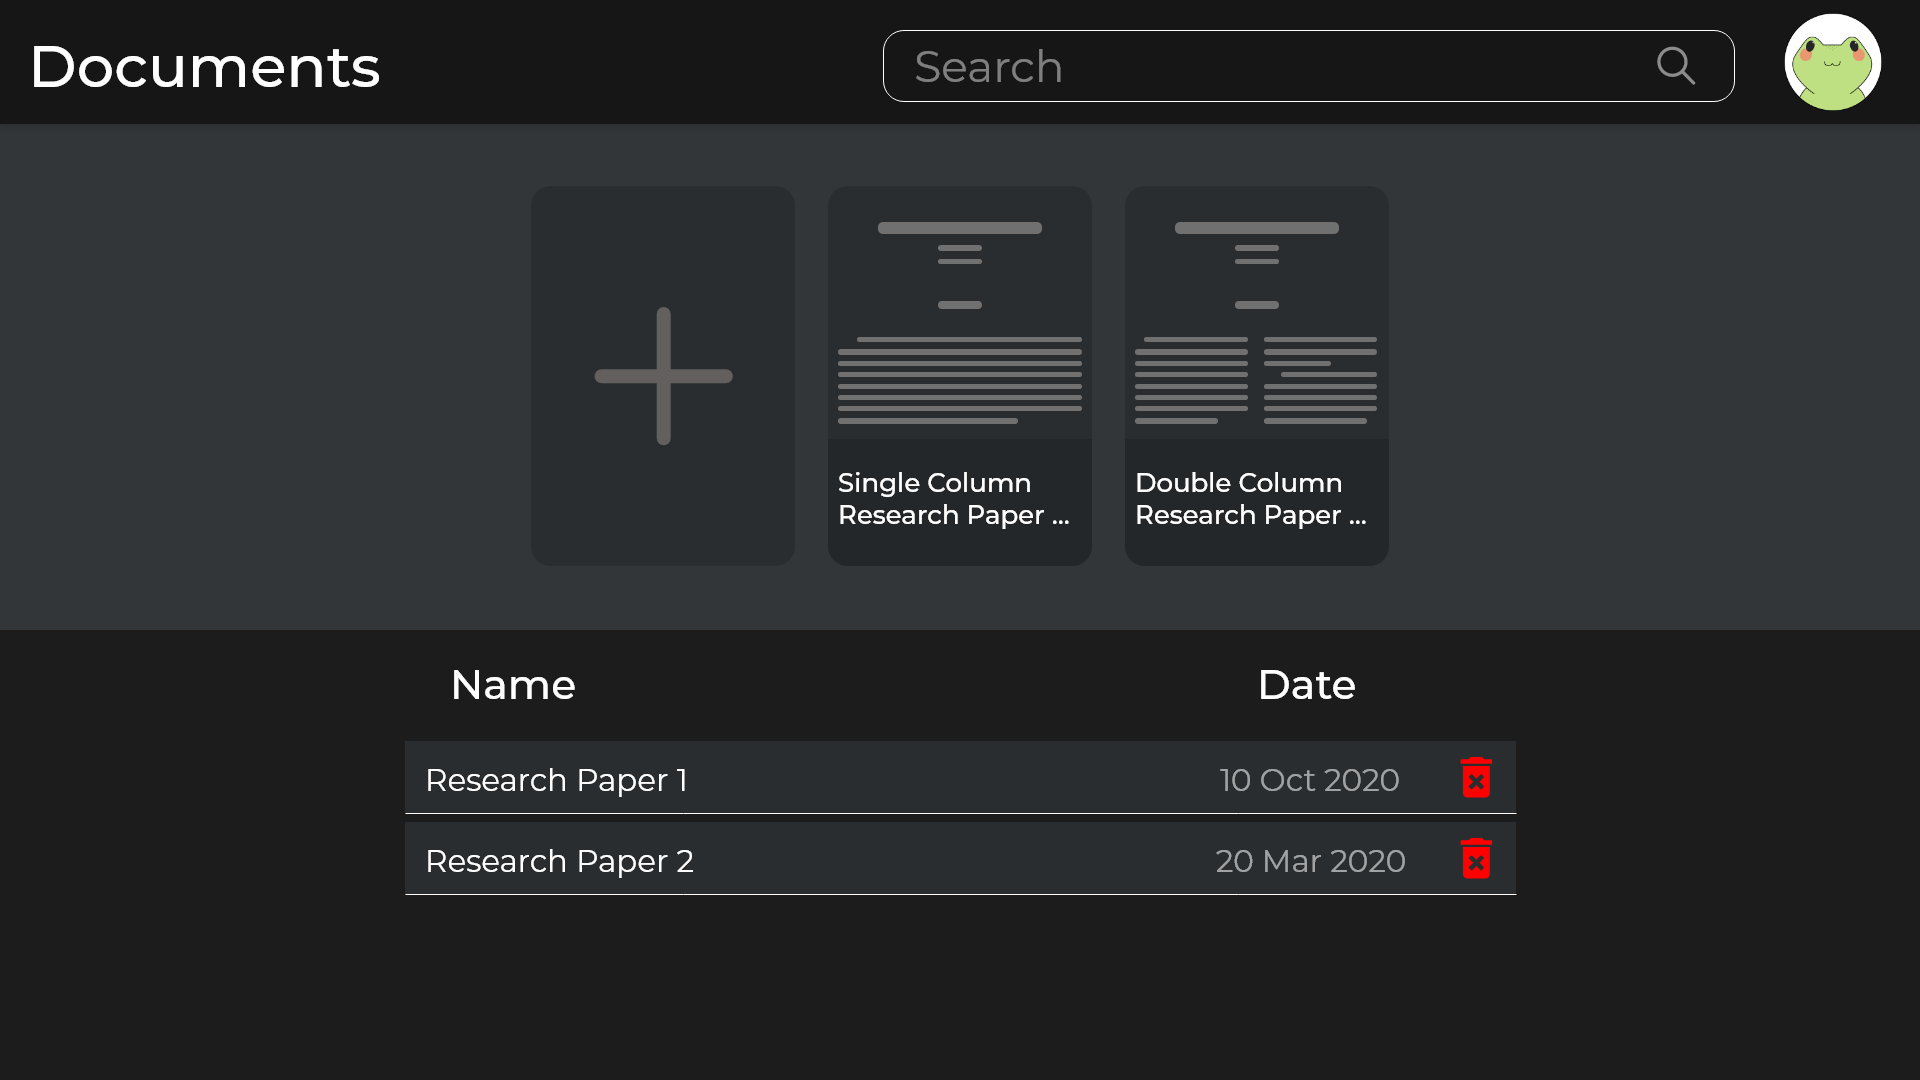 Documents
Search
Single Column
Research Paper ...
Double Column
Research Paper ...
Name
Date
Research Paper 1
10 Oct 2020
Research Paper 2
20 Mar 2020